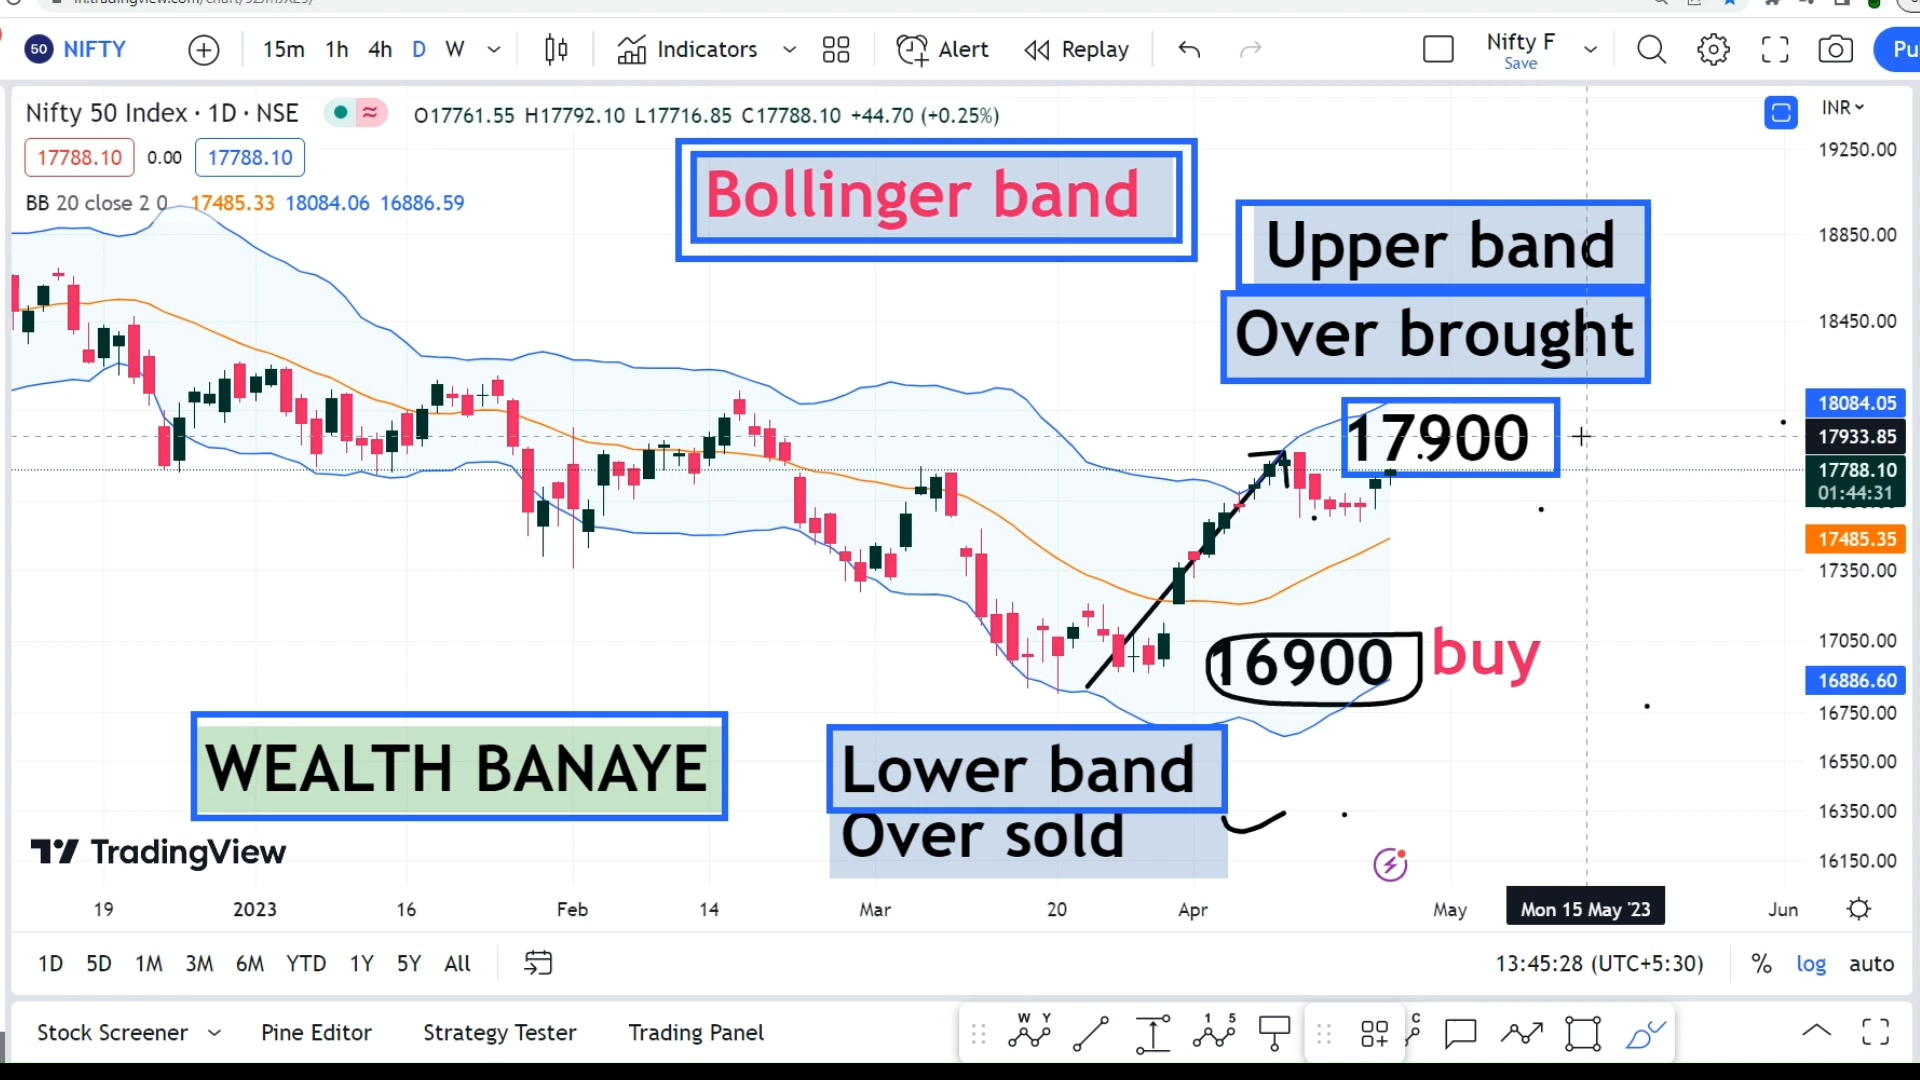 50 NIFTY 15m 1h 4h D W Indicators Alert Replay Nifty F Save Pu
Nifty 50 Index · 1D · NSE O17761.55 H17792.10 L17716.85 C17788.10 +44.70 (+0.25%) INR
17788.10 0.00 17788.10
BB 20 close 2 0 17485.33 18084.06 16886.59
Bollinger band
Upper band
Over brought
17900
16900 buy
Lower band
Over sold
WEALTH BANAYE
TradingView
19250.00
18850.00
18450.00
18084.05
17933.85
17788.10
01:44:31
17485.35
17350.00
17050.00
16886.60
16750.00
16550.00
16350.00
16150.00
19 2023 16 Feb 14 Mar 20 Apr May Mon 15 May '23 Jun
1D 5D 1M 3M 6M YTD 1Y 5Y All 13:45:28 (UTC+5:30) % log auto
Stock Screener Pine Editor Strategy Tester Trading Panel W Y 1 5 C